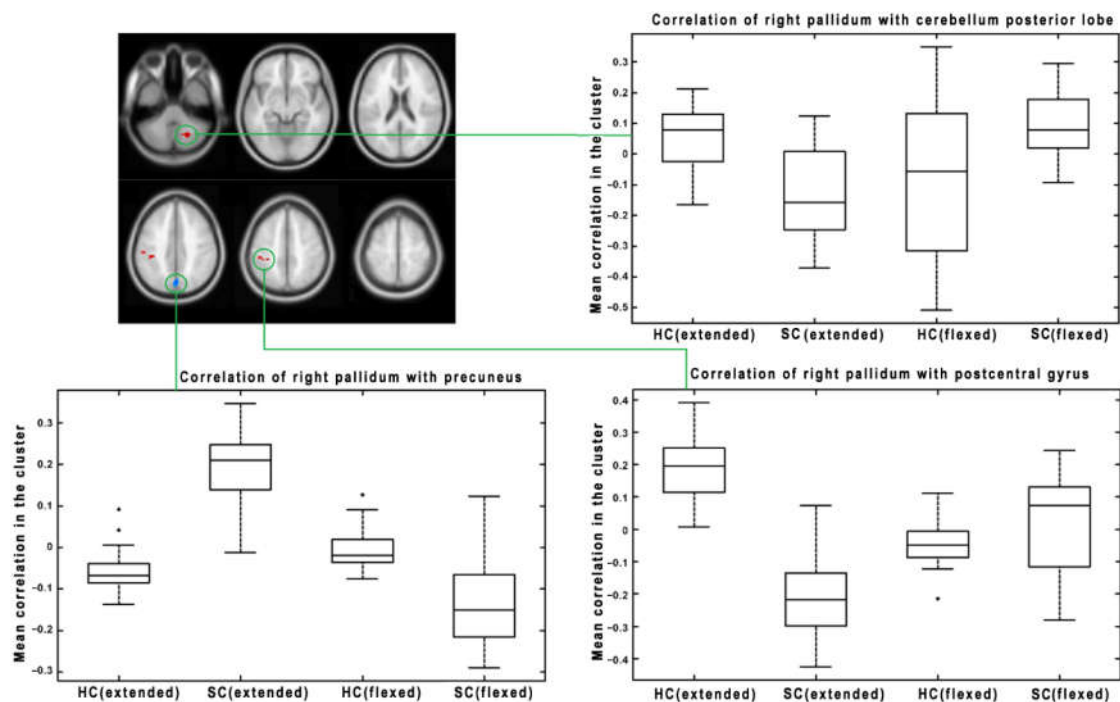 Correlation of right pallidum with cerebellum posterior lobe
Mean correlation in the cluster
0.3
0.2
0.1
0
-0.1
-0.2
-0.3
-0.4
-0.5
HC(extended) SC(extended) HC(flexed) SC(flexed)
Correlation of right pallidum with precuneus
Mean correlation in the cluster
0.3
0.2
0.1
0
-0.1
-0.2
-0.3
HC(extended) SC(extended) HC(flexed) SC(flexed)
Correlation of right pallidum with postcentral gyrus
Mean correlation in the cluster
0.4
0.3
0.2
0.1
0
-0.1
-0.2
-0.3
-0.4
HC(extended) SC(extended) HC(flexed) SC(flexed)